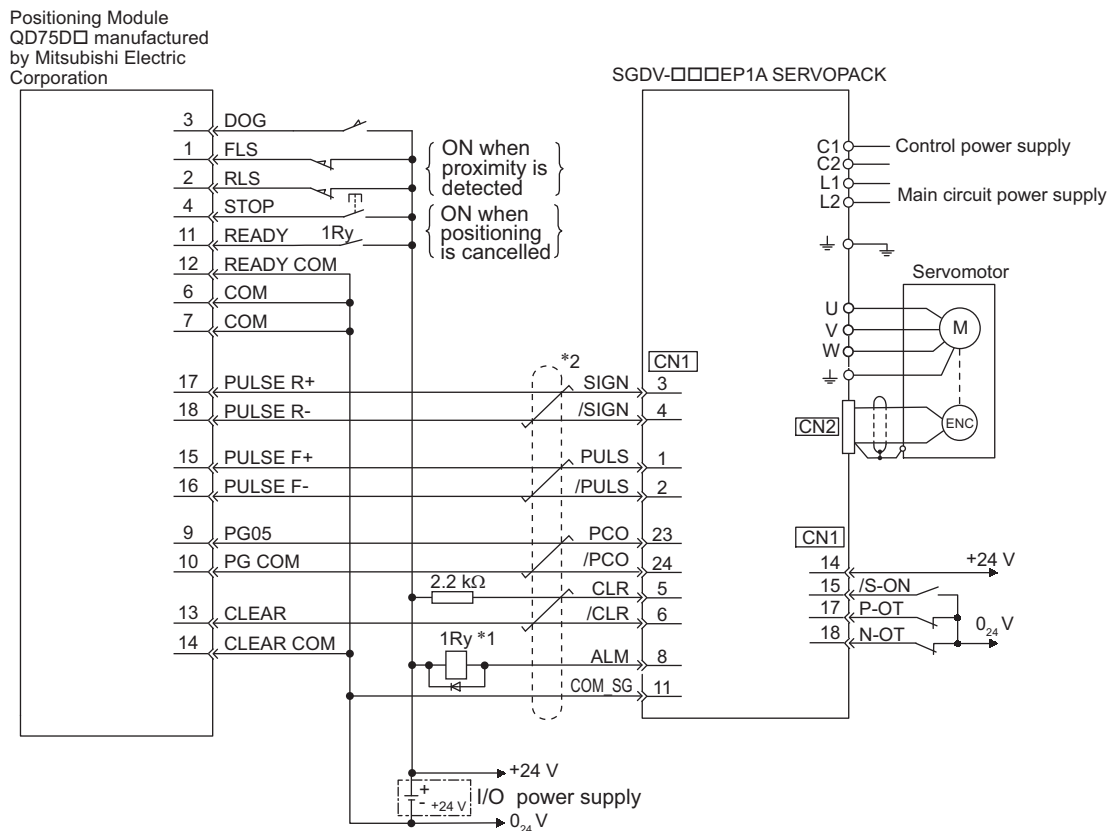 Positioning Module
QD75D□ manufactured
by Mitsubishi Electric
Corporation
SGDV-□□□EP1A SERVOPACK
3 DOG
1 FLS
2 RLS
4 STOP
11 READY 1Ry
12 READY COM
6 COM
7 COM
ON when
proximity is
detected
ON when
positioning
is cancelled
C1 Control power supply
C2
L1
Main circuit power supply
L2
Servomotor
U
V
W
M
CN2
ENC
*2
CN1
17 PULSE R+ SIGN 3
18 PULSE R- /SIGN 4
15 PULSE F+ PULS 1
16 PULSE F- /PULS 2
9 PG05 PCO 23
10 PG COM /PCO 24
2.2 kΩ CLR 5
13 CLEAR /CLR 6
14 CLEAR COM
1Ry *1 ALM 8
COM_SG 11
CN1
14 +24 V
15 /S-ON
17 P-OT
0₂₄ V
18 N-OT
+24 V
+
- +24 V
I/O power supply
0₂₄ V